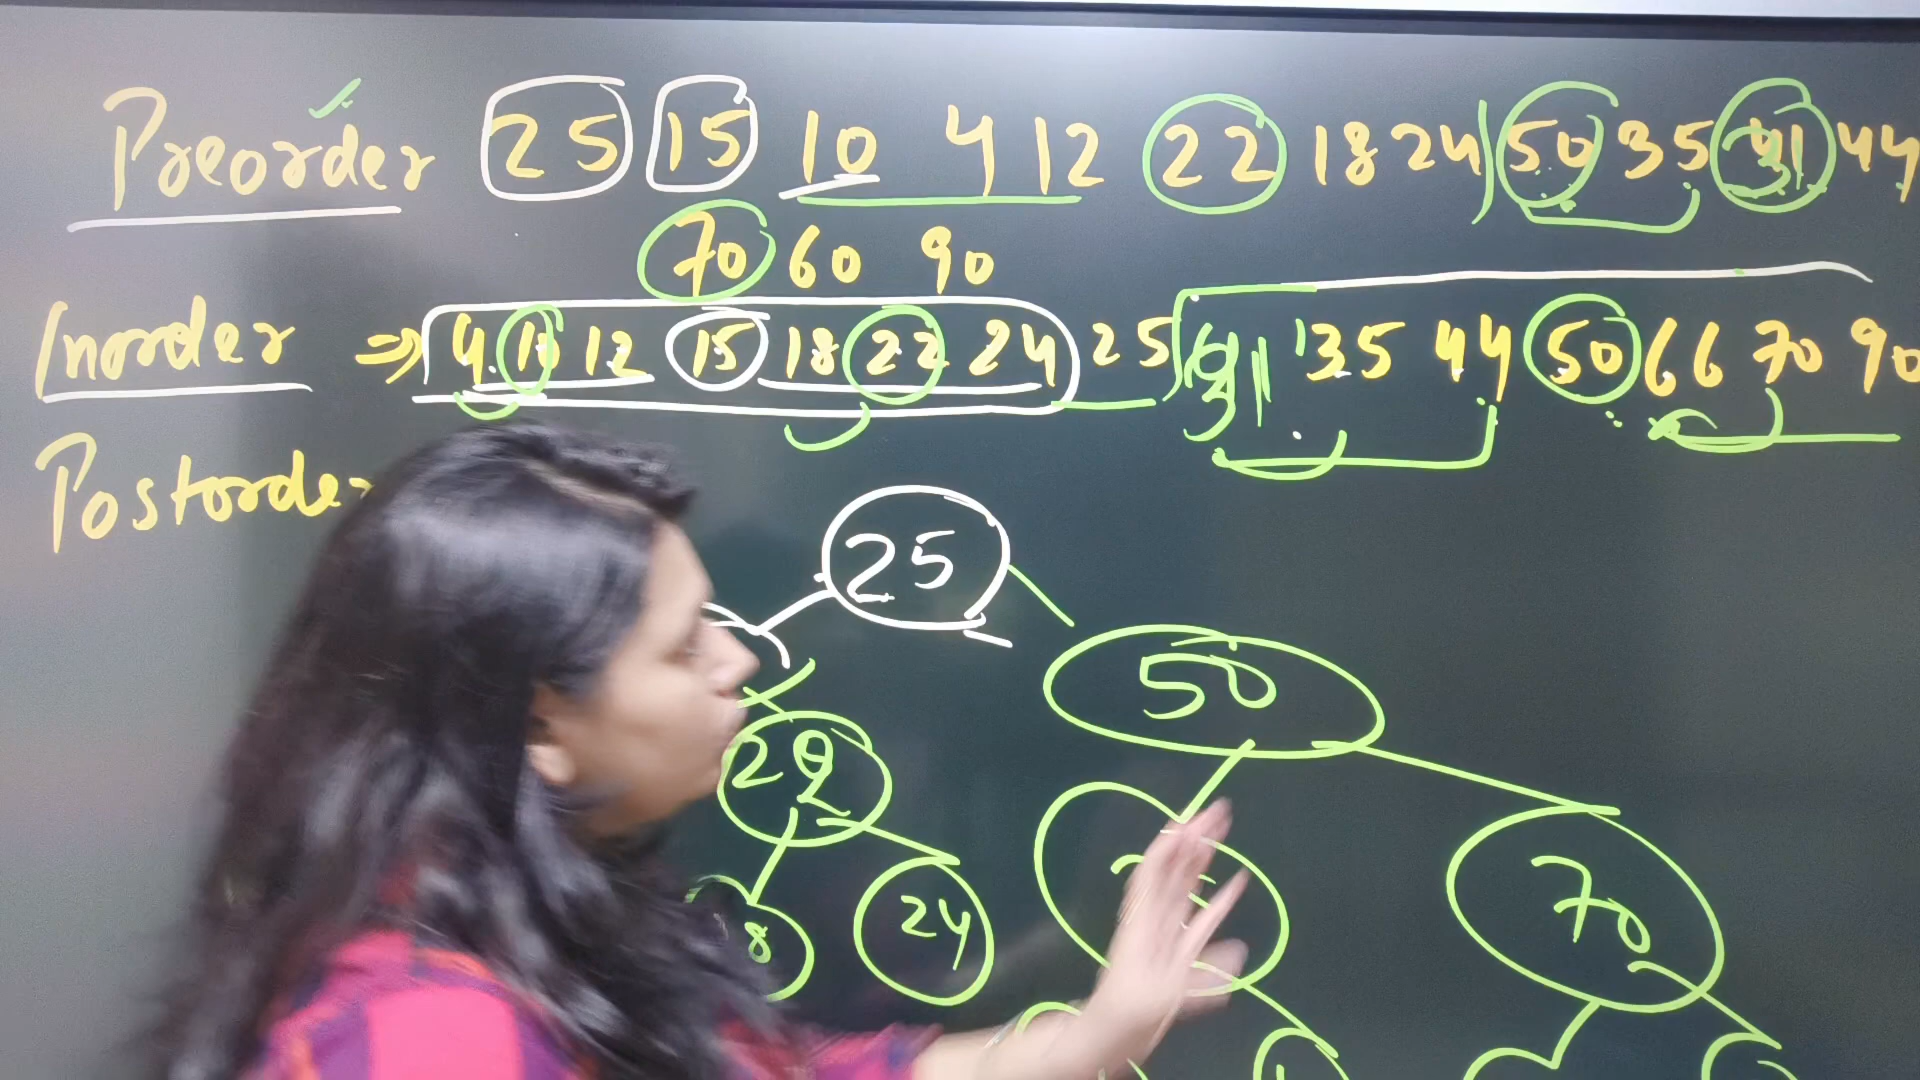 Preorder 25 15 10 4 12 22 18 24 50 35 31 44
70 60 90
Inorder ⇒ 4 10 12 15 18 22 24 25 31 35 44 50 66 70 90
Postorder
25
50
22
70
24
8